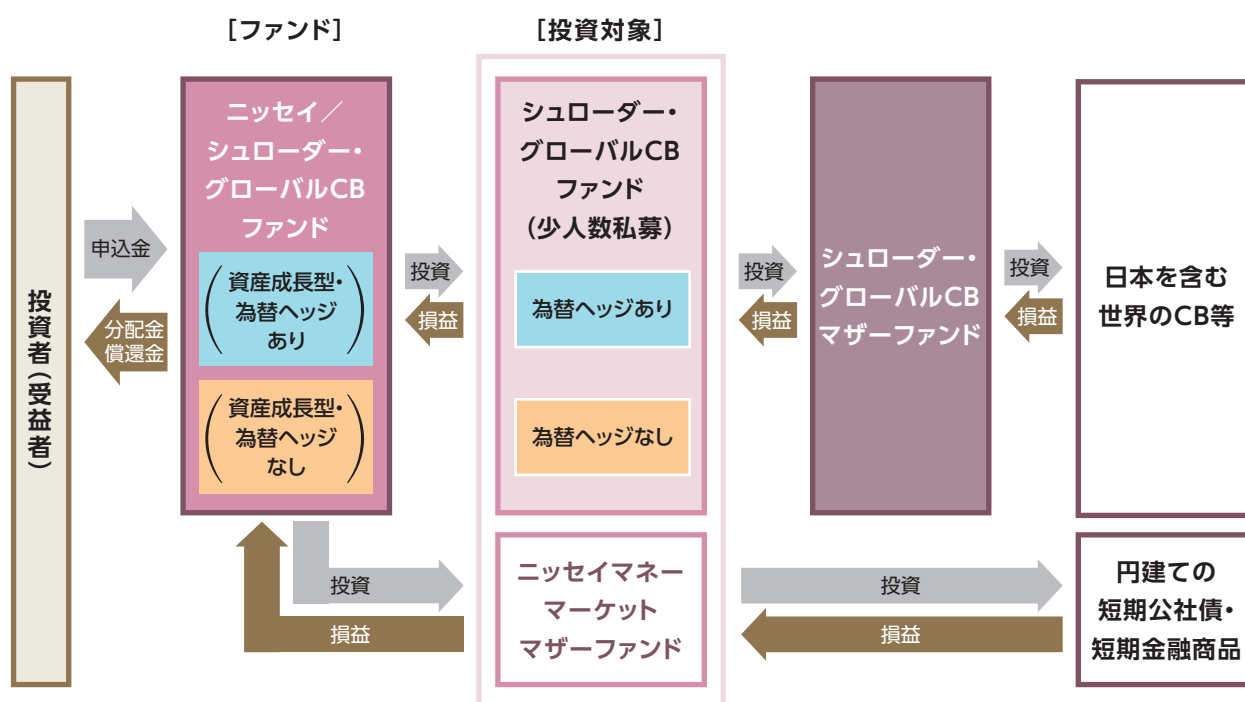 ［ファンド］
［投資対象］
投資者（受益者）
申込金
分配金
償還金
ニッセイ／
シュローダー・
グローバルCB
ファンド
資産成長型・
為替ヘッジ
あり
資産成長型・
為替ヘッジ
なし
投資
損益
シュローダー・
グローバルCB
ファンド
（少人数私募）
為替ヘッジあり
為替ヘッジなし
投資
損益
シュローダー・
グローバルCB
マザーファンド
投資
損益
日本を含む
世界のCB等
投資
損益
ニッセイマネー
マーケット
マザーファンド
投資
損益
円建ての
短期公社債・
短期金融商品